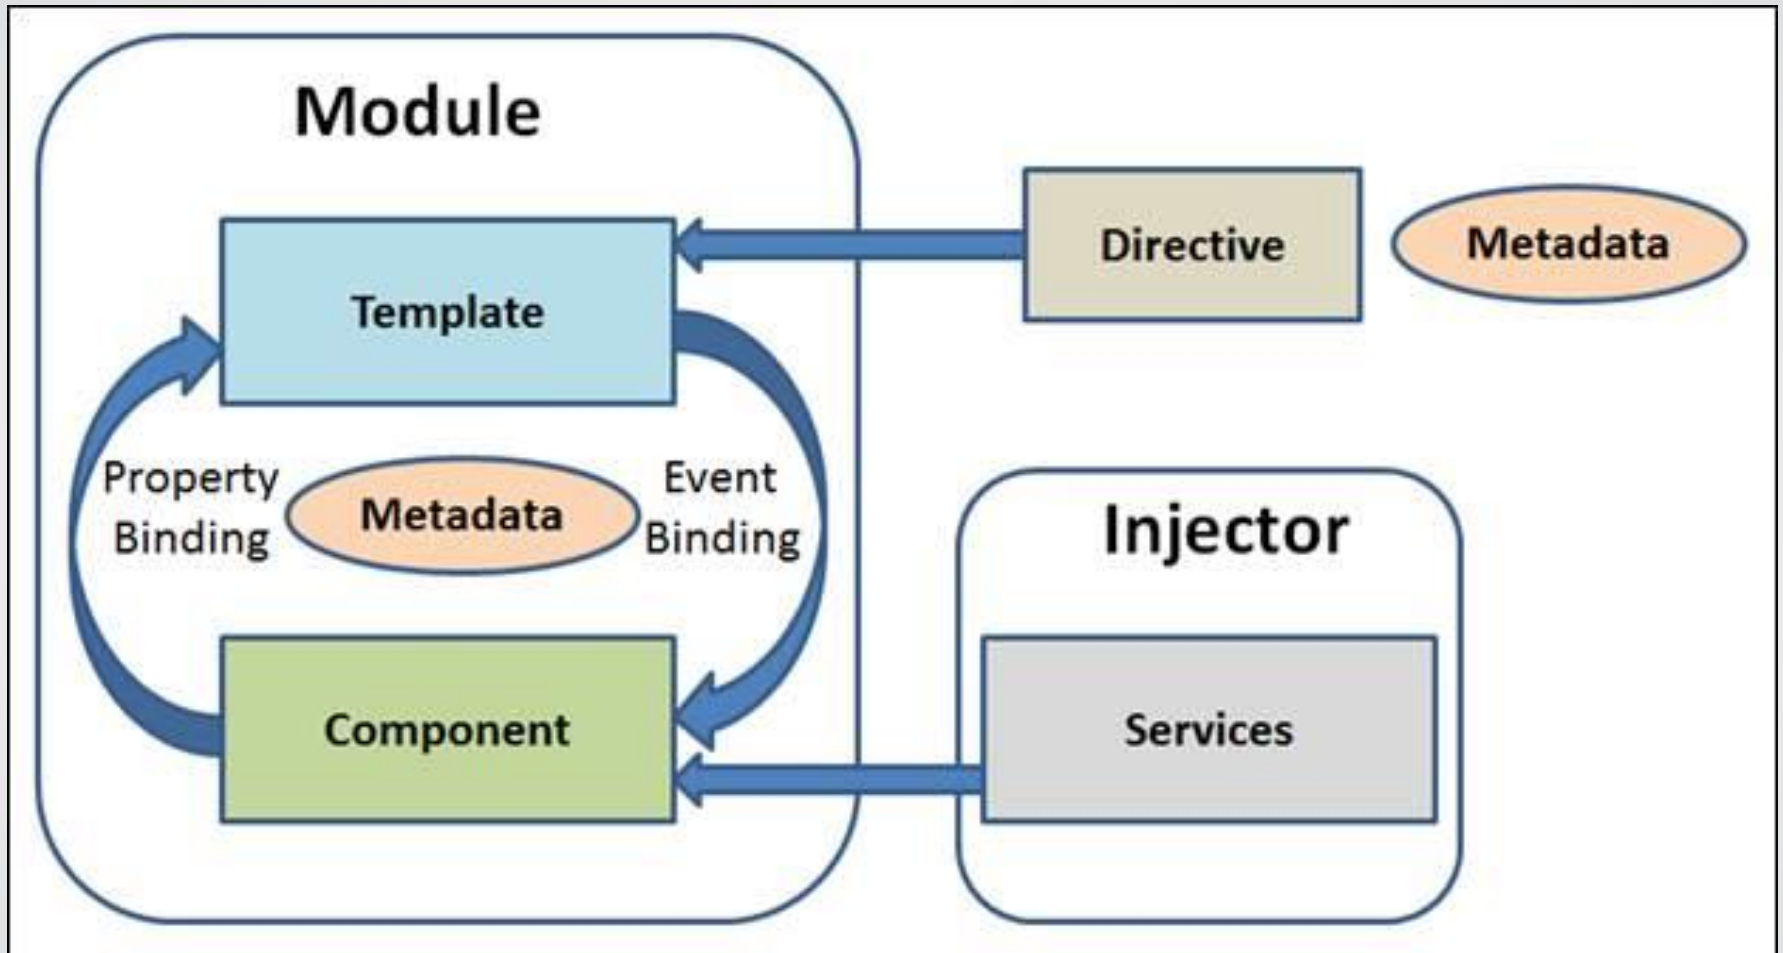 Module
Template
Directive
Metadata
Property
Binding
Metadata
Event
Binding
Injector
Component
Services